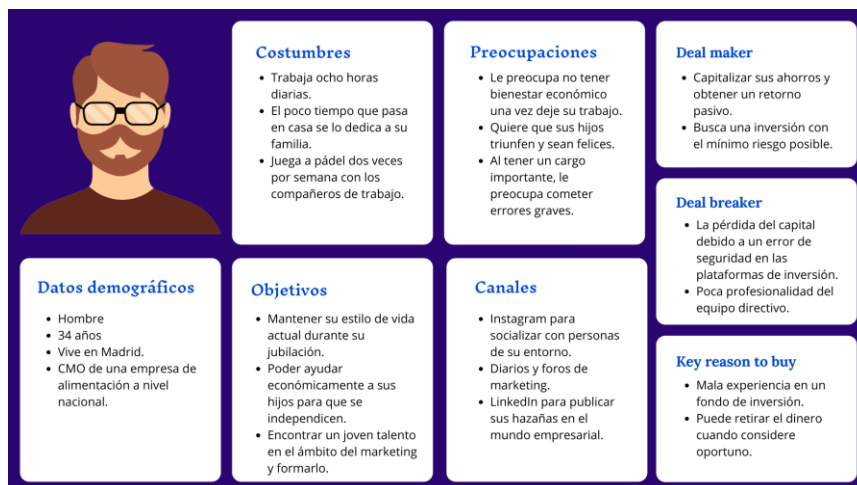 Costumbres
• Trabaja ocho horas
diarias.
• El poco tiempo que pasa
en casa se lo dedica a su
familia.
• Juega a pádel dos veces
por semana con los
compañeros de trabajo.
Preocupaciones
• Le preocupa no tener
bienestar económico
una vez deje su trabajo.
• Quiere que sus hijos
triunfen y sean felices.
• Al tener un cargo
importante, le
preocupa cometer
errores graves.
Deal maker
• Capitalizar sus ahorros y
obtener un retorno
pasivo.
• Busca una inversión con
el mínimo riesgo posible.
Deal breaker
• La pérdida del capital
debido a un error de
seguridad en las
plataformas de inversión.
• Poca profesionalidad del
equipo directivo.
Datos demográficos
• Hombre
• 34 años
• Vive en Madrid.
• CMO de una empresa de
alimentación a nivel
nacional.
Objetivos
• Mantener su estilo de vida
actual durante su
jubilación.
• Poder ayudar
económicamente a sus
hijos para que se
independicen.
• Encontrar un joven talento
en el ámbito del marketing
y formarlo.
Canales
• Instagram para
socializar con personas
de su entorno.
• Diarios y foros de
marketing.
• LinkedIn para publicar
sus hazañas en el
mundo empresarial.
Key reason to buy
• Mala experiencia en un
fondo de inversión.
• Puede retirar el dinero
cuando considere
oportuno.